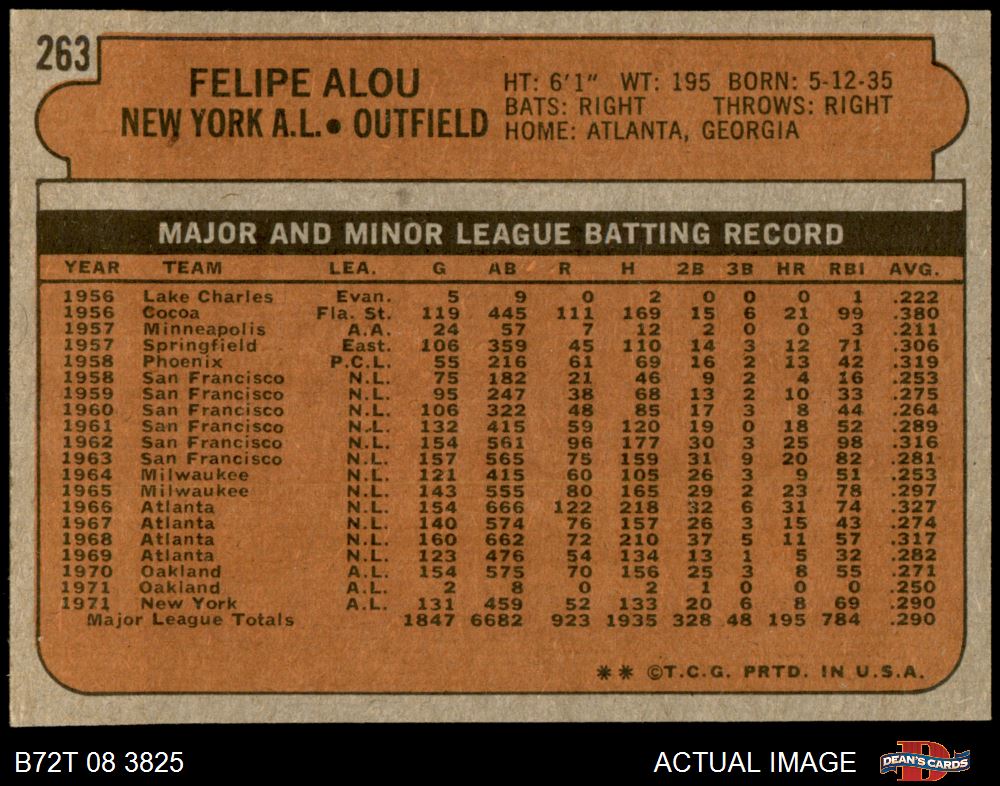 263
FELIPE ALOU
NEW YORK A.L. • OUTFIELD
HT: 6'1" WT: 195 BORN: 5-12-35
BATS: RIGHT THROWS: RIGHT
HOME: ATLANTA, GEORGIA
MAJOR AND MINOR LEAGUE BATTING RECORD
YEAR TEAM LEA. G AB R H 2B 3B HR RBI AVG.
1956 Lake Charles Evan. 5 9 0 2 0 0 0 1 .222
1956 Cocoa Fla. St. 119 445 111 169 15 6 21 99 .380
1957 Minneapolis A.A. 24 57 7 12 2 0 0 3 .211
1957 Springfield East. 106 359 45 110 14 3 12 71 .306
1958 Phoenix P.C.L. 55 216 61 69 16 2 13 42 .319
1958 San Francisco N.L. 75 182 21 46 9 2 4 16 .253
1959 San Francisco N.L. 95 247 38 68 13 2 10 33 .275
1960 San Francisco N.L. 106 322 48 85 17 3 8 44 .264
1961 San Francisco N.L. 132 415 59 120 19 0 18 52 .289
1962 San Francisco N.L. 154 561 96 177 30 3 25 98 .316
1963 San Francisco N.L. 157 565 75 159 31 9 20 82 .281
1964 Milwaukee N.L. 121 415 60 105 26 3 9 51 .253
1965 Milwaukee N.L. 143 555 80 165 29 2 23 78 .297
1966 Atlanta N.L. 154 666 122 218 32 6 31 74 .327
1967 Atlanta N.L. 140 574 76 157 26 3 15 43 .274
1968 Atlanta N.L. 160 662 72 210 37 5 11 57 .317
1969 Atlanta N.L. 123 476 54 134 13 1 5 32 .282
1970 Oakland A.L. 154 575 70 156 25 3 8 55 .271
1971 Oakland A.L. 2 8 0 2 1 0 0 0 .250
1971 New York A.L. 131 459 52 133 20 6 8 69 .290
Major League Totals 1847 6682 923 1935 328 48 195 784 .290
** ©T.C.G. PRTD. IN U.S.A.
B72T 08 3825
ACTUAL IMAGE
D
DEAN'S CARDS